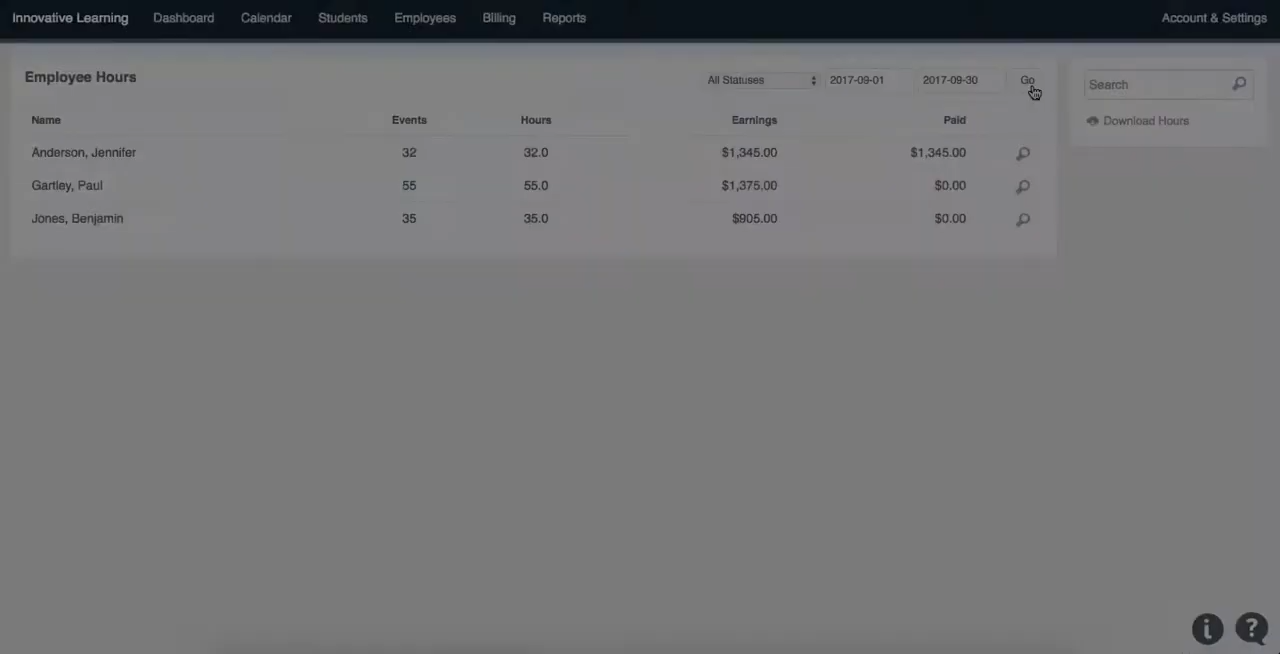 Innovative Learning Dashboard Calendar Students Employees Billing Reports Account & Settings
Employee Hours All Statuses 2017-09-01 2017-09-30 Go Search
Name Events Hours Earnings Paid Download Hours
Anderson, Jennifer 32 32.0 $1,345.00 $1,345.00
Gartley, Paul 55 55.0 $1,375.00 $0.00
Jones, Benjamin 35 35.0 $905.00 $0.00
i ?